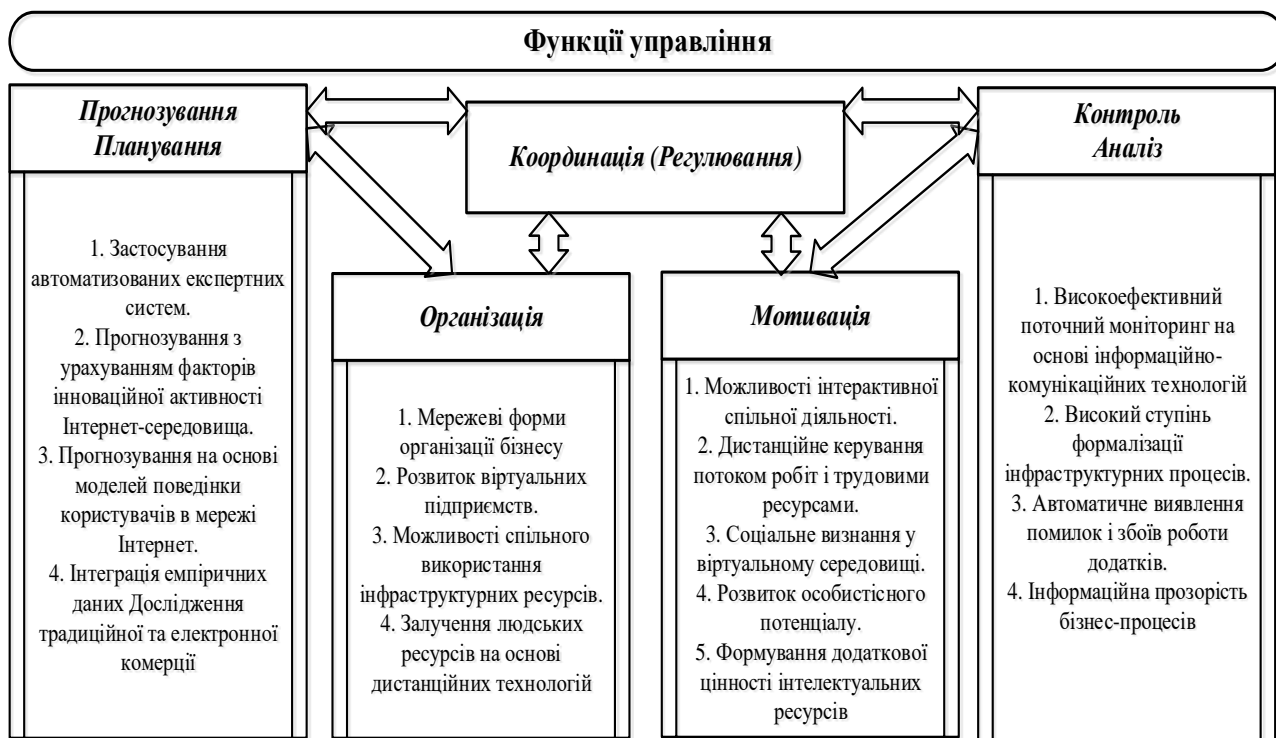 Функції управління
Прогнозування
Планування
1. Застосування
автоматизованих експертних
систем.
2. Прогнозування з
урахуванням факторів
інноваційної активності
Інтернет-середовища.
3. Прогнозування на основі
моделей поведінки
користувачів в мережі
Інтернет.
4. Інтеграція емпіричних
даних Дослідження
традиційної та електронної
комерції
Координація (Регулювання)
Організація
1. Мережеві форми
організації бізнесу
2. Розвиток віртуальних
підприємств.
3. Можливості спільного
використання
інфраструктурних ресурсів.
4. Залучення людських
ресурсів на основі
дистанційних технологій
Мотивація
1. Можливості інтерактивної
спільної діяльності.
2. Дистанційне керування
потоком робіт і трудовими
ресурсами.
3. Соціальне визнання у
віртуальному середовищі.
4. Розвиток особистісного
потенціалу.
5. Формування додаткової
цінності інтелектуальних
ресурсів
Контроль
Аналіз
1. Високоефективний
поточний моніторинг на
основі інформаційно-
комунікаційних технологій
2. Високий ступінь
формалізації
інфраструктурних процесів.
3. Автоматичне виявлення
помилок і збоїв роботи
додатків.
4. Інформаційна прозорість
бізнес-процесів